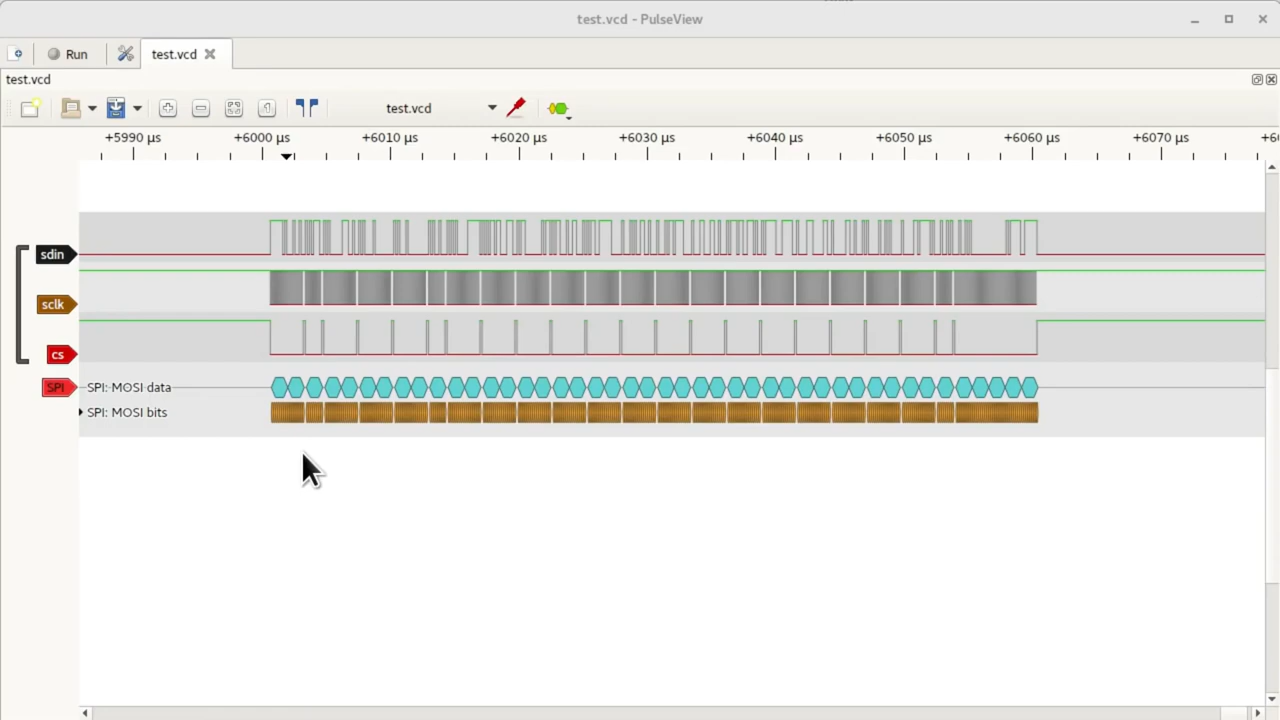 test.vcd - PulseView
Run
test.vcd
test.vcd
test.vcd
+5990 µs +6000 µs +6010 µs +6020 µs +6030 µs +6040 µs +6050 µs +6060 µs +6070 µs
sdin
sclk
cs
SPI SPI: MOSI data
SPI: MOSI bits